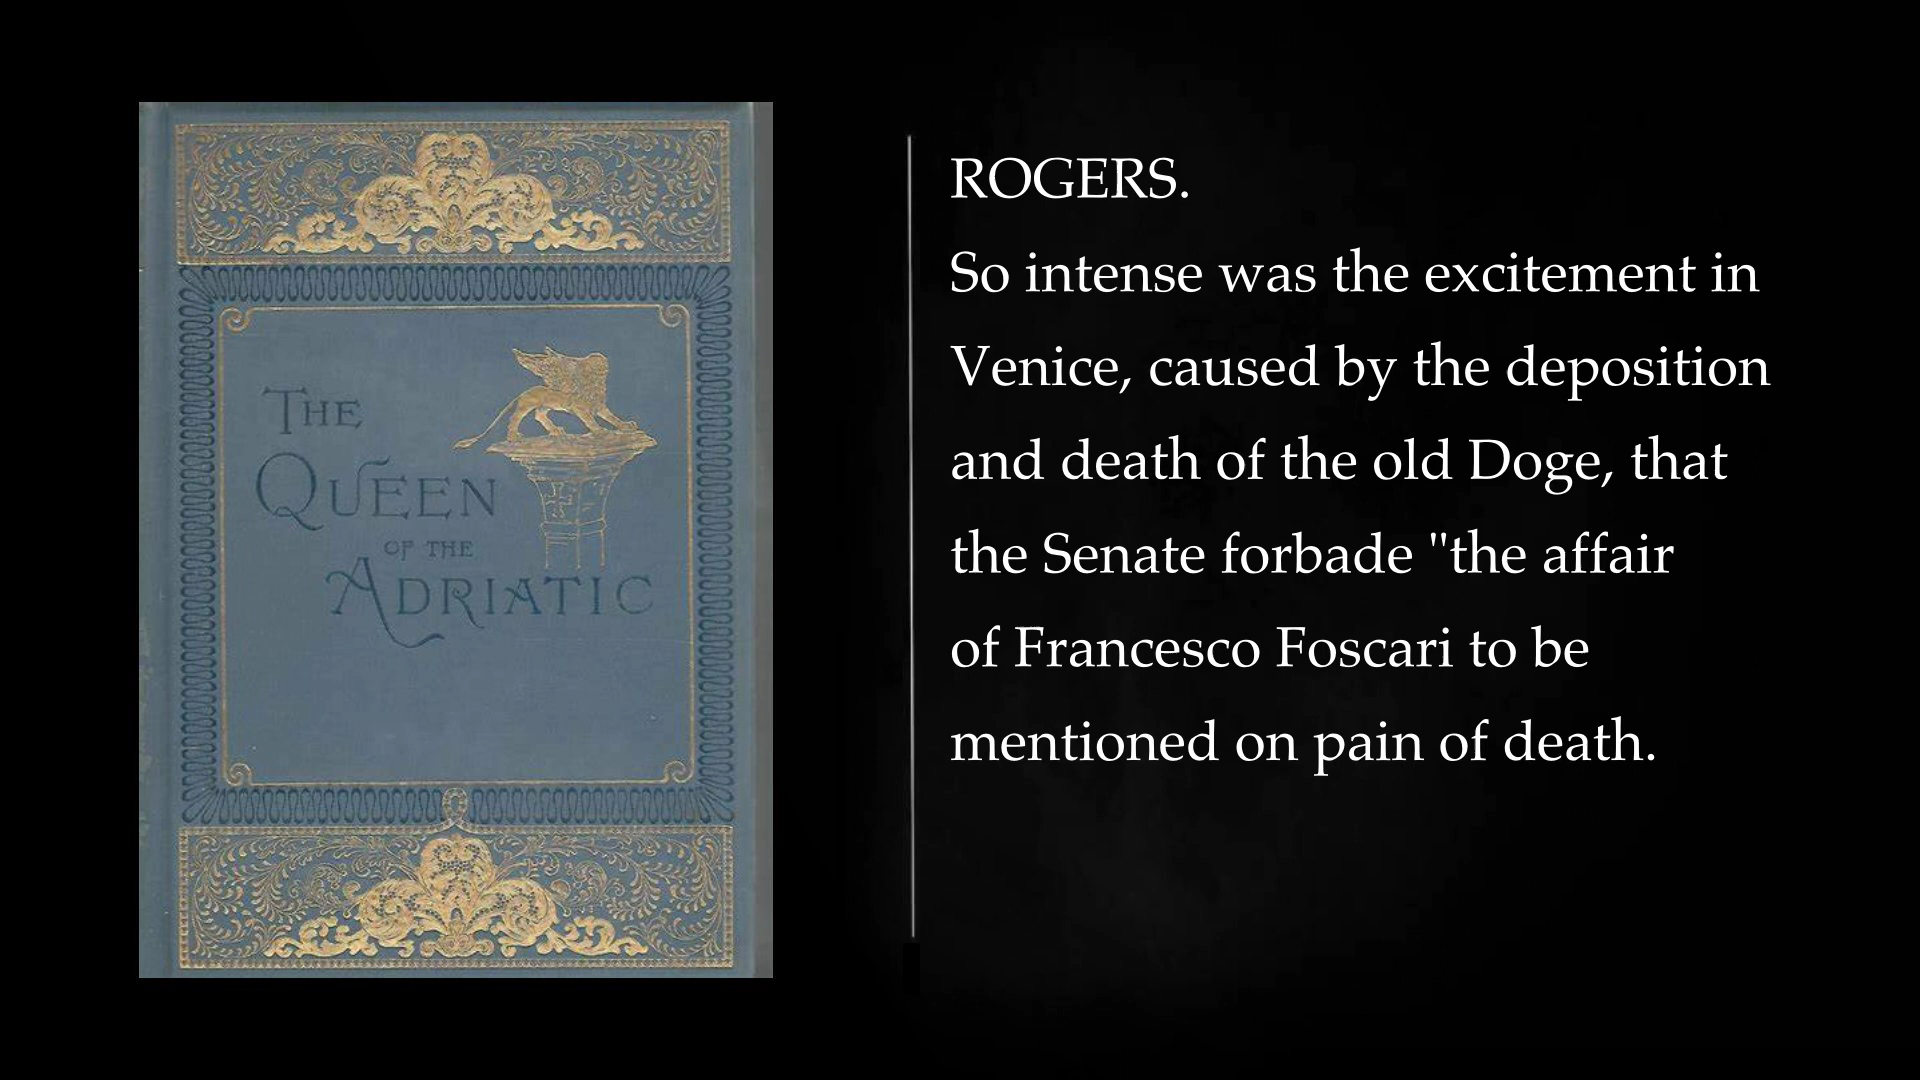 THE
QUEEN
OF THE
ADRIATIC
ROGERS.
So intense was the excitement in
Venice, caused by the deposition
and death of the old Doge, that
the Senate forbade "the affair
of Francesco Foscari to be
mentioned on pain of death.